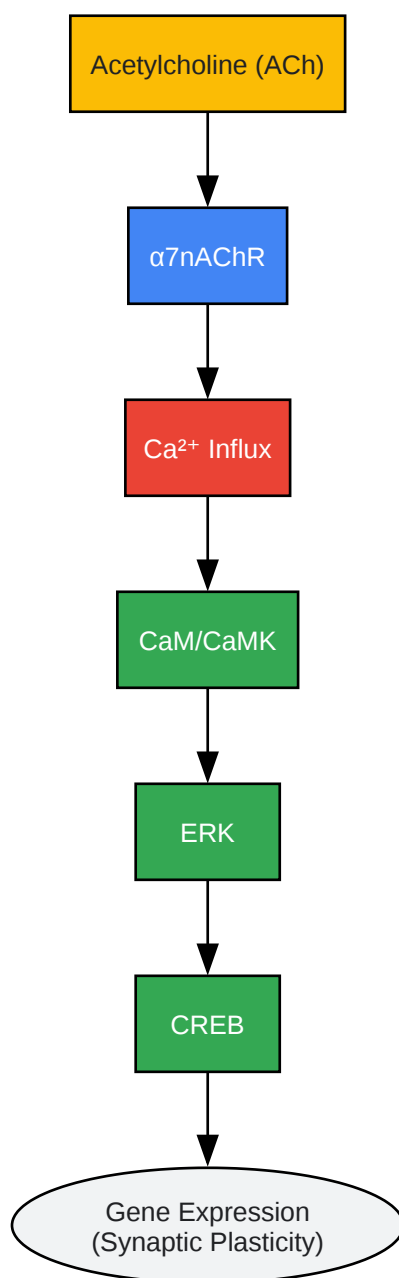 Acetylcholine (ACh)
α7nAChR
Ca²⁺ Influx
CaM/CaMK
ERK
CREB
Gene Expression
(Synaptic Plasticity)